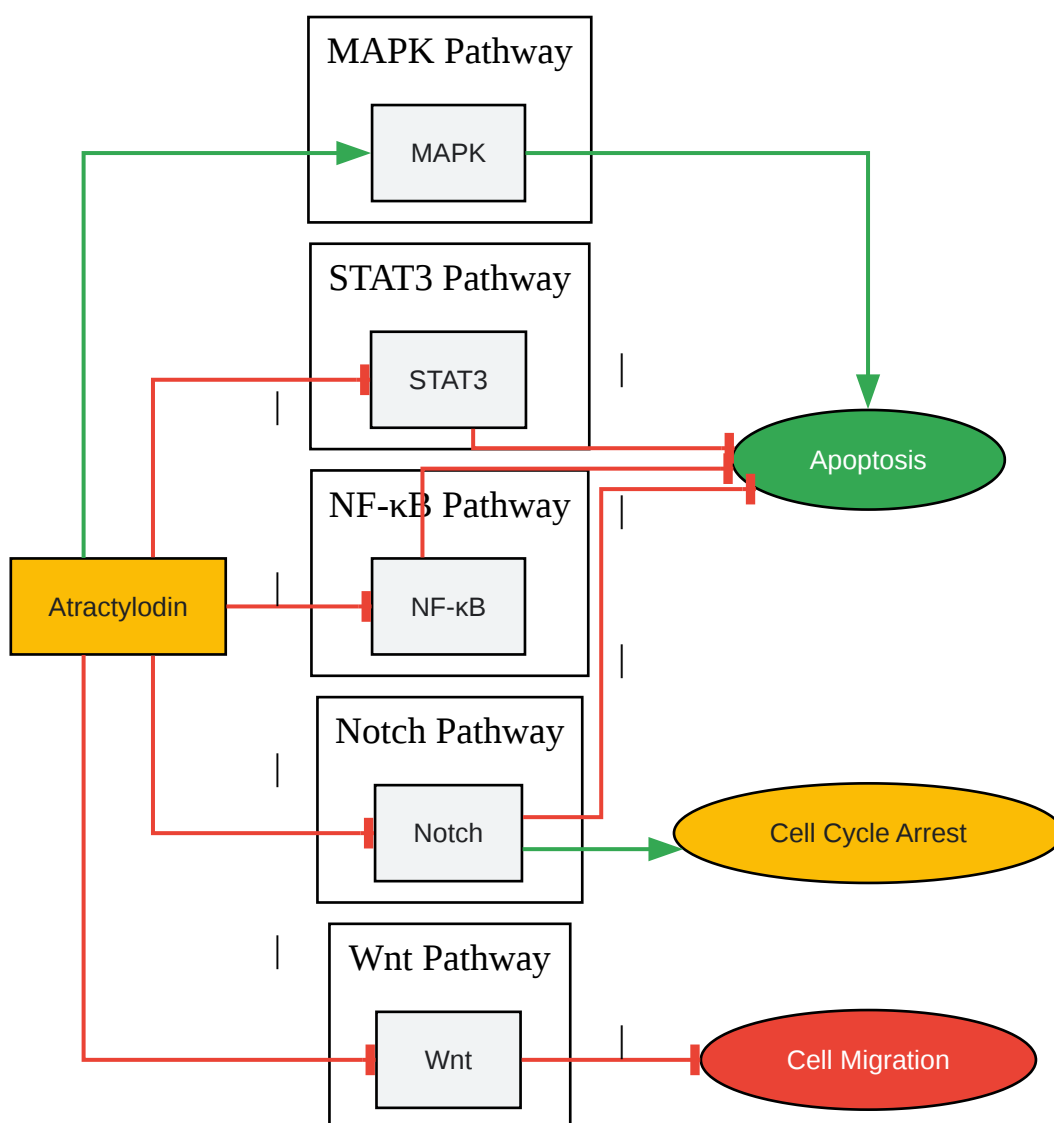 MAPK Pathway
MAPK
STAT3 Pathway
STAT3
Apoptosis
NF-κB Pathway
Atractylodin
NF-κB
Notch Pathway
Notch
Cell Cycle Arrest
Wnt Pathway
Wnt
Cell Migration